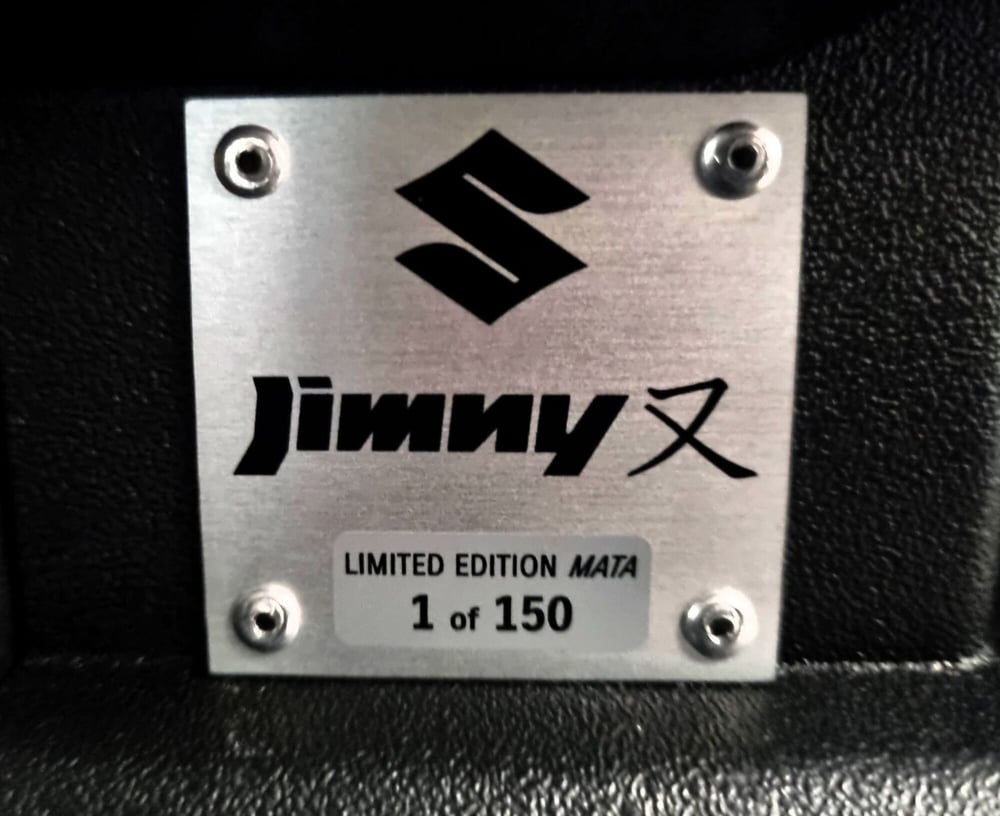 Jimny 又
LIMITED EDITION MATA
1 of 150